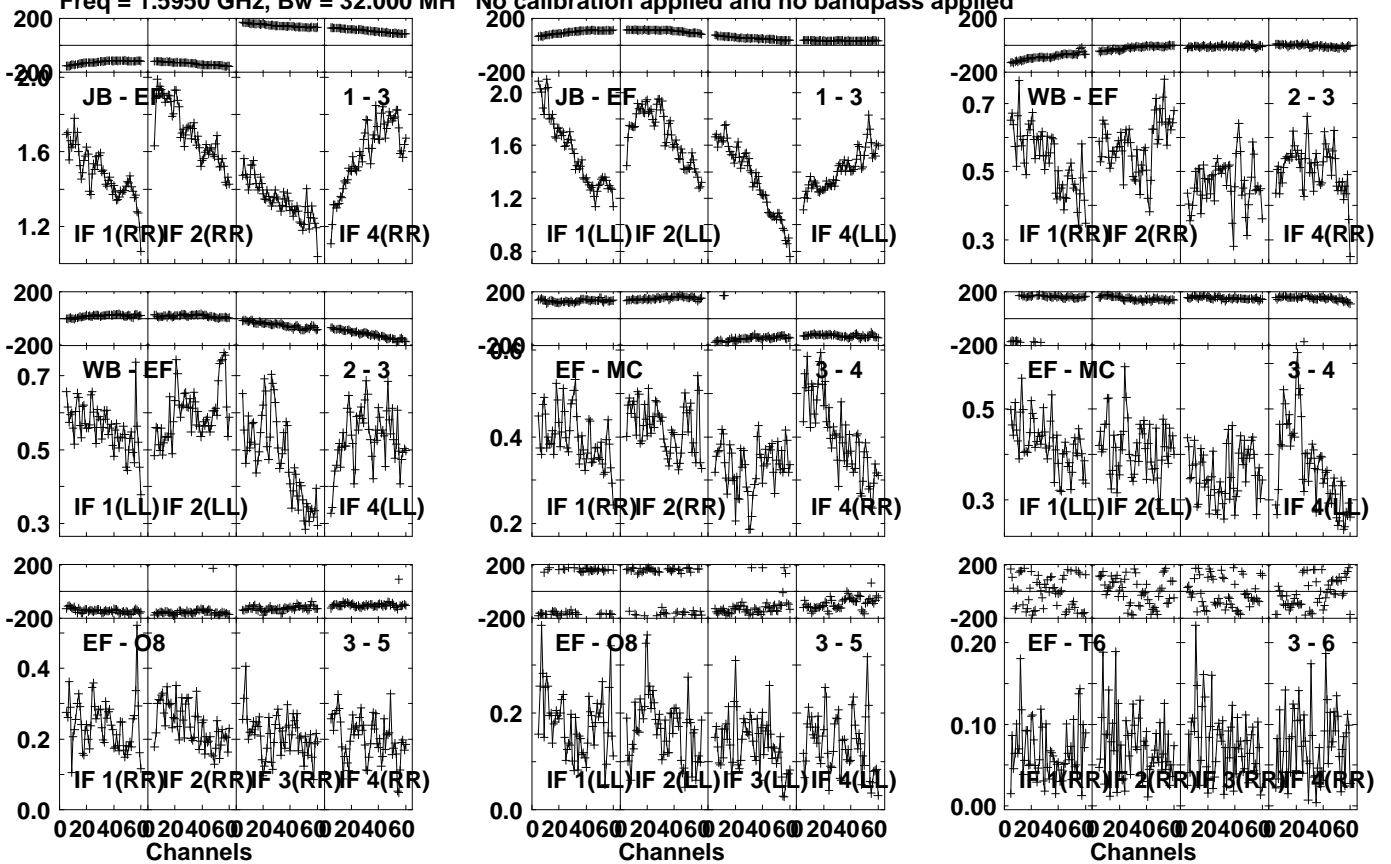 Freq = 1.5950 GHz, Bw = 32.000 MH No calibration applied and no bandpass applied
200
-200
2.0
1.6
1.2
JB - EF 1 - 3
IF 1(RR) IF 2(RR) IF 4(RR)
200
-200
2.0
1.6
1.2
0.8
JB - EF 1 - 3
IF 1(LL) IF 2(LL) IF 4(LL)
200
-200
0.7
0.5
0.3
WB - EF 2 - 3
IF 1(RR) IF 2(RR) IF 4(RR)
200
-200
0.7
0.5
0.3
WB - EF 2 - 3
IF 1(LL) IF 2(LL) IF 4(LL)
200
-200
0.6
0.4
0.2
EF - MC 3 - 4
IF 1(RR) IF 2(RR) IF 4(RR)
200
-200
0.5
0.3
EF - MC 3 - 4
IF 1(LL) IF 2(LL) IF 4(LL)
200
-200
0.4
0.2
0.0
EF - O8 3 - 5
IF 1(RR) IF 2(RR) IF 3(RR) IF 4(RR)
0 20 40 60 0 20 40 60 0 20 40 60 0 20 40 60
Channels
200
-200
0.2
0.0
EF - O8 3 - 5
IF 1(LL) IF 2(LL) IF 3(LL) IF 4(LL)
0 20 40 60 0 20 40 60 0 20 40 60 0 20 40 60
Channels
200
-200
0.20
0.10
0.00
EF - T6 3 - 6
IF 1(RR) IF 2(RR) IF 3(RR) IF 4(RR)
0 20 40 60 0 20 40 60 0 20 40 60 0 20 40 60
Channels